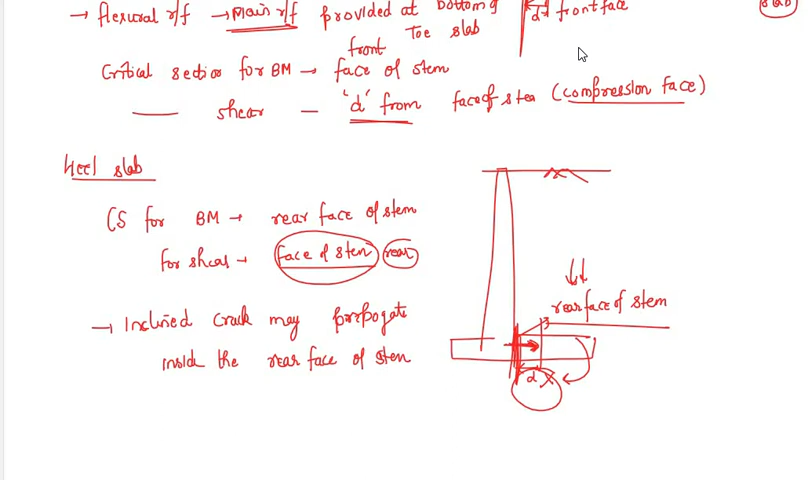 → flexural r/f → Main r/f provided at bottom of
front Toe slab
'd' front face
slab
Critical section for BM → face of stem
—— shear — 'd' from face of stem (compression face)
Heel slab
CS for BM → rear face of stem
for shear → face of stem rear
→ Inclined crack may propogate
inside the rear face of stem
rear face of stem
d